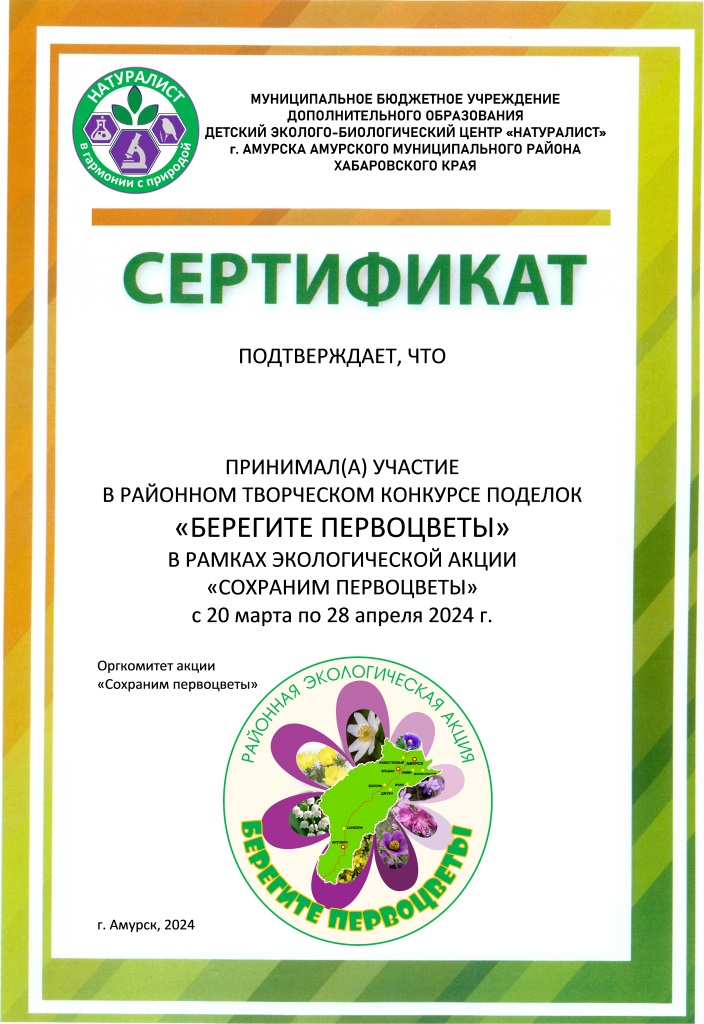 НАТУРАЛИСТ
в гармонии с природой
МУНИЦИПАЛЬНОЕ БЮДЖЕТНОЕ УЧРЕЖДЕНИЕ
ДОПОЛНИТЕЛЬНОГО ОБРАЗОВАНИЯ
ДЕТСКИЙ ЭКОЛОГО-БИОЛОГИЧЕСКИЙ ЦЕНТР «НАТУРАЛИСТ»
г. АМУРСКА АМУРСКОГО МУНИЦИПАЛЬНОГО РАЙОНА
ХАБАРОВСКОГО КРАЯ
СЕРТИФИКАТ
ПОДТВЕРЖДАЕТ, ЧТО
ПРИНИМАЛ(А) УЧАСТИЕ
В РАЙОННОМ ТВОРЧЕСКОМ КОНКУРСЕ ПОДЕЛОК
«БЕРЕГИТЕ ПЕРВОЦВЕТЫ»
В РАМКАХ ЭКОЛОГИЧЕСКОЙ АКЦИИ
«СОХРАНИМ ПЕРВОЦВЕТЫ»
с 20 марта по 28 апреля 2024 г.
Оргкомитет акции
«Сохраним первоцветы»
РАЙОННАЯ ЭКОЛОГИЧЕСКАЯ АКЦИЯ
АМУРСК
БЕРЕГИТЕ ПЕРВОЦВЕТЫ
г. Амурск, 2024